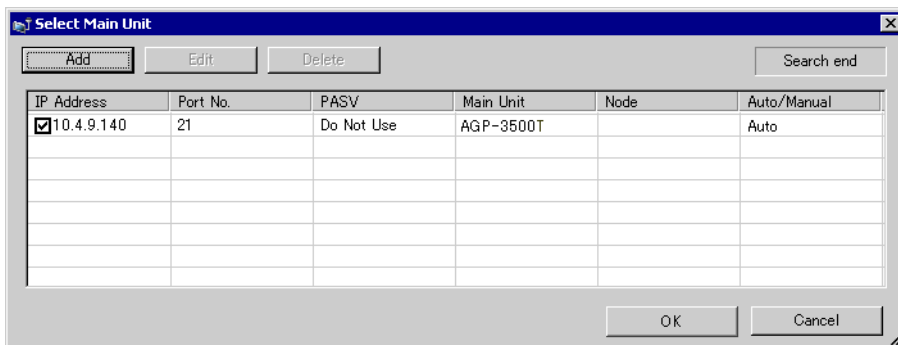 Select Main Unit
Add Edit Delete Search end
IP Address Port No. PASV Main Unit Node Auto/Manual
10.4.9.140 21 Do Not Use AGP-3500T Auto
OK Cancel